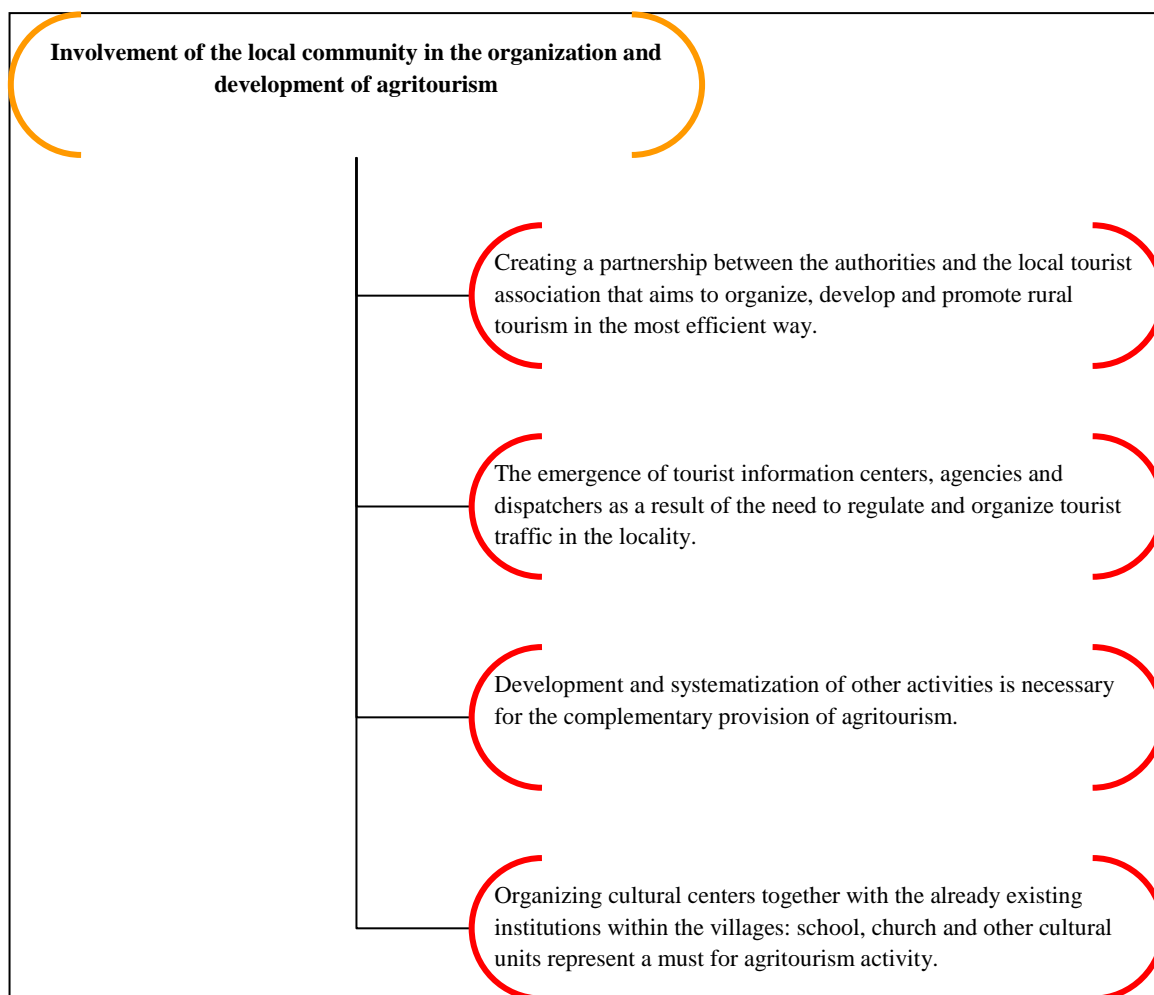 Involvement of the local community in the organization and
development of agritourism
Creating a partnership between the authorities and the local tourist
association that aims to organize, develop and promote rural
tourism in the most efficient way.
The emergence of tourist information centers, agencies and
dispatchers as a result of the need to regulate and organize tourist
traffic in the locality.
Development and systematization of other activities is necessary
for the complementary provision of agritourism.
Organizing cultural centers together with the already existing
institutions within the villages: school, church and other cultural
units represent a must for agritourism activity.